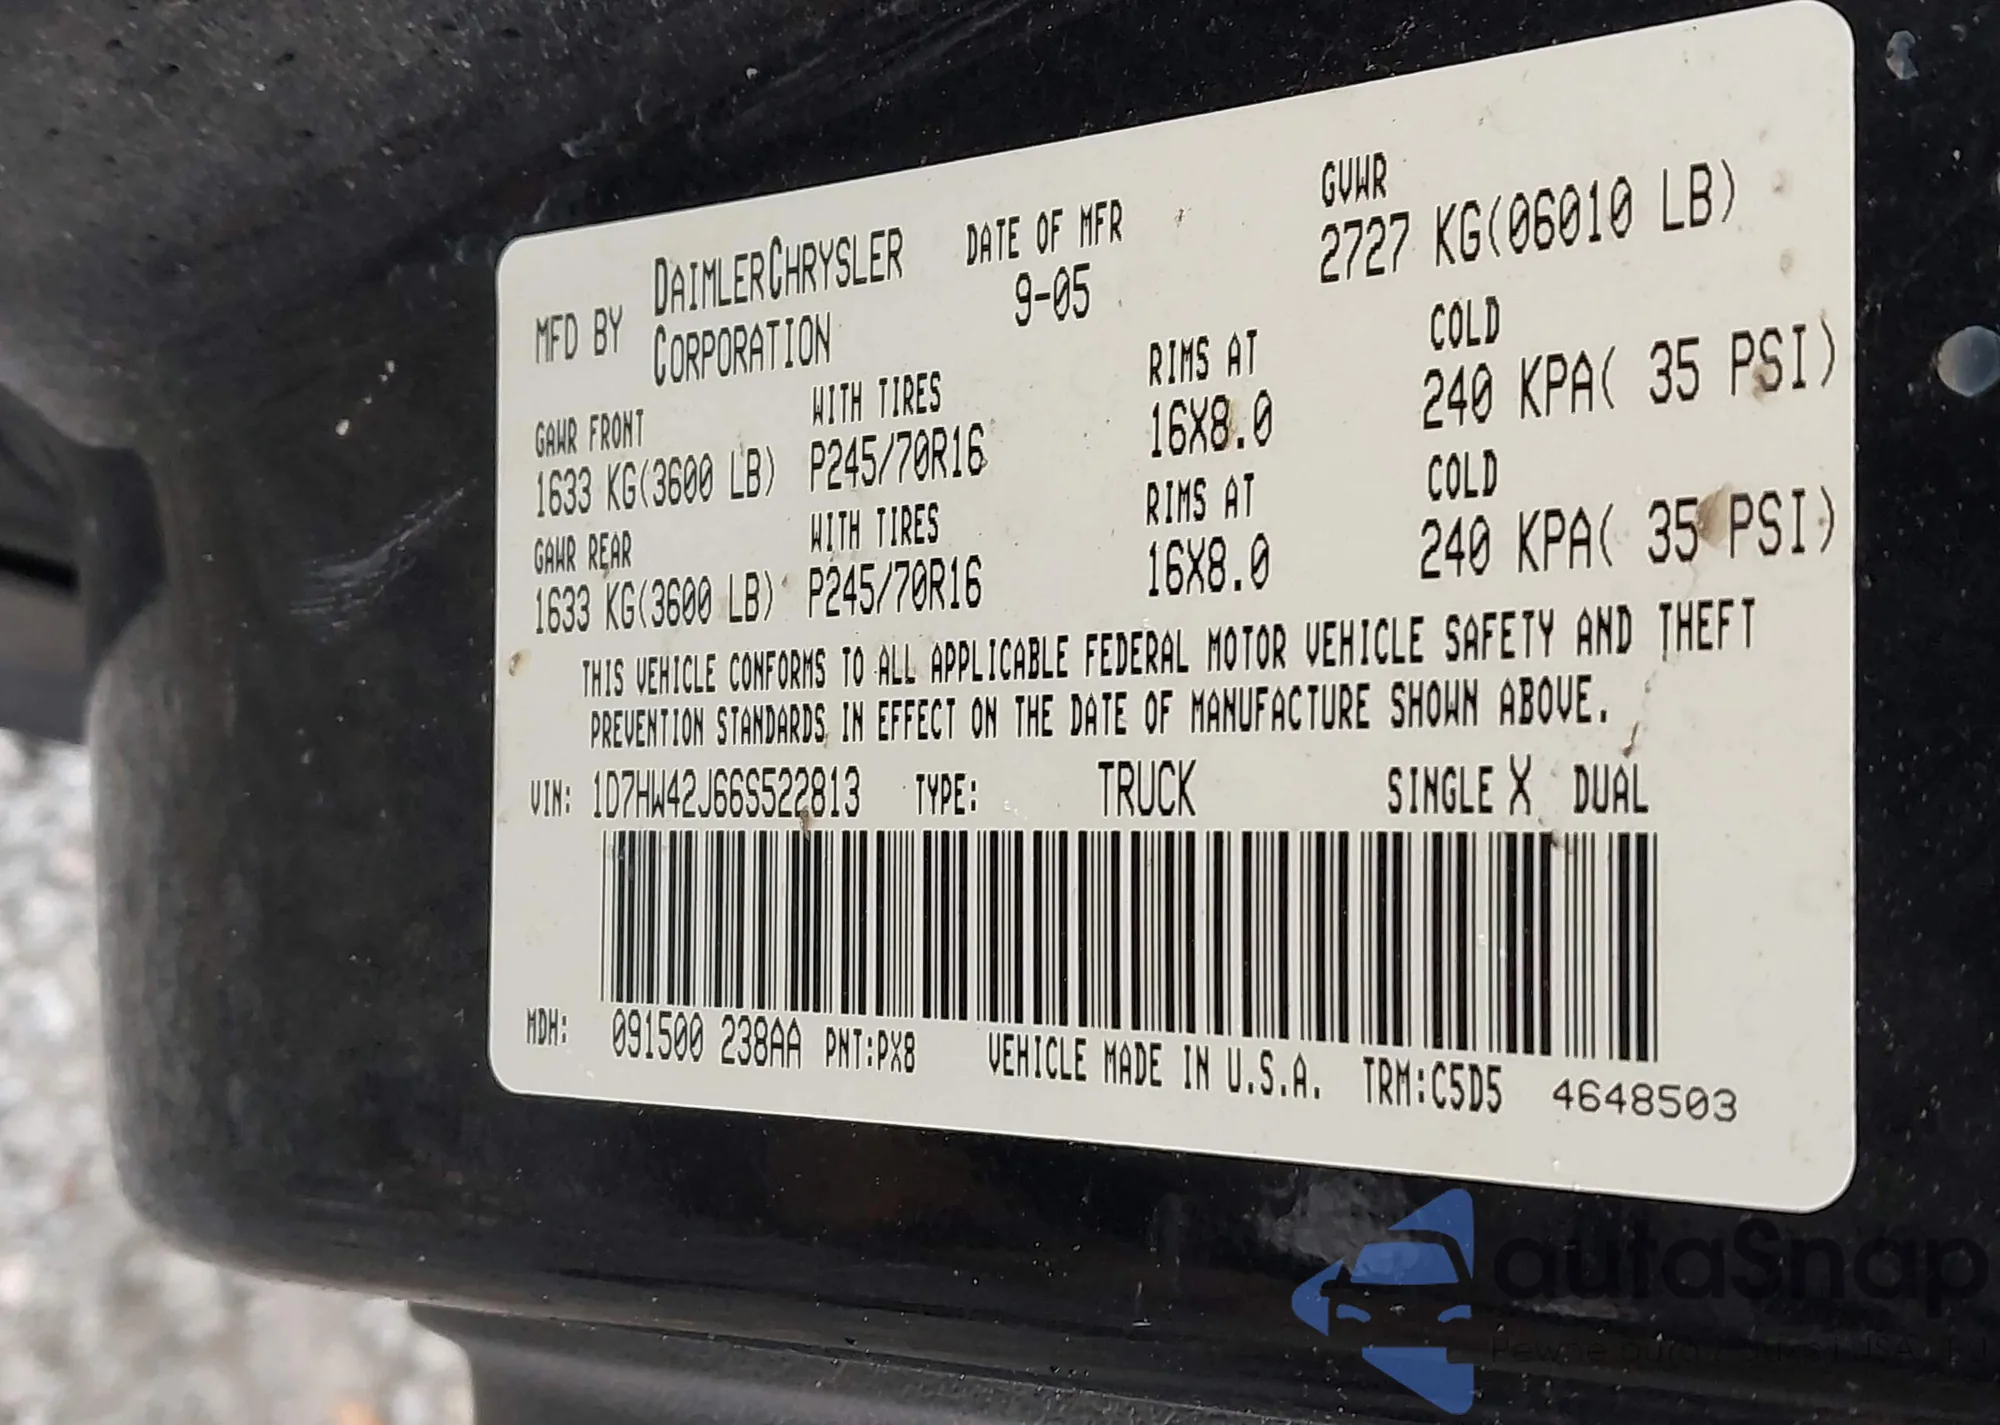 MFD BY DAIMLERCHRYSLER CORPORATION
DATE OF MFR
9-05
GVWR
2727 KG(06010 LB)
GAWR FRONT WITH TIRES RIMS AT COLD
1633 KG(3600 LB) P245/70R16 16X8.0 240 KPA( 35 PSI)
GAWR REAR WITH TIRES RIMS AT COLD
1633 KG(3600 LB) P245/70R16 16X8.0 240 KPA( 35 PSI)
THIS VEHICLE CONFORMS TO ALL APPLICABLE FEDERAL MOTOR VEHICLE SAFETY AND THEFT
PREVENTION STANDARDS IN EFFECT ON THE DATE OF MANUFACTURE SHOWN ABOVE.
VIN: 1D7HW42J66S522813 TYPE: TRUCK SINGLE X DUAL
MDH: 091500 238AA PNT:PX8 VEHICLE MADE IN U.S.A. TRM:C5D5 4648503
autaSnap